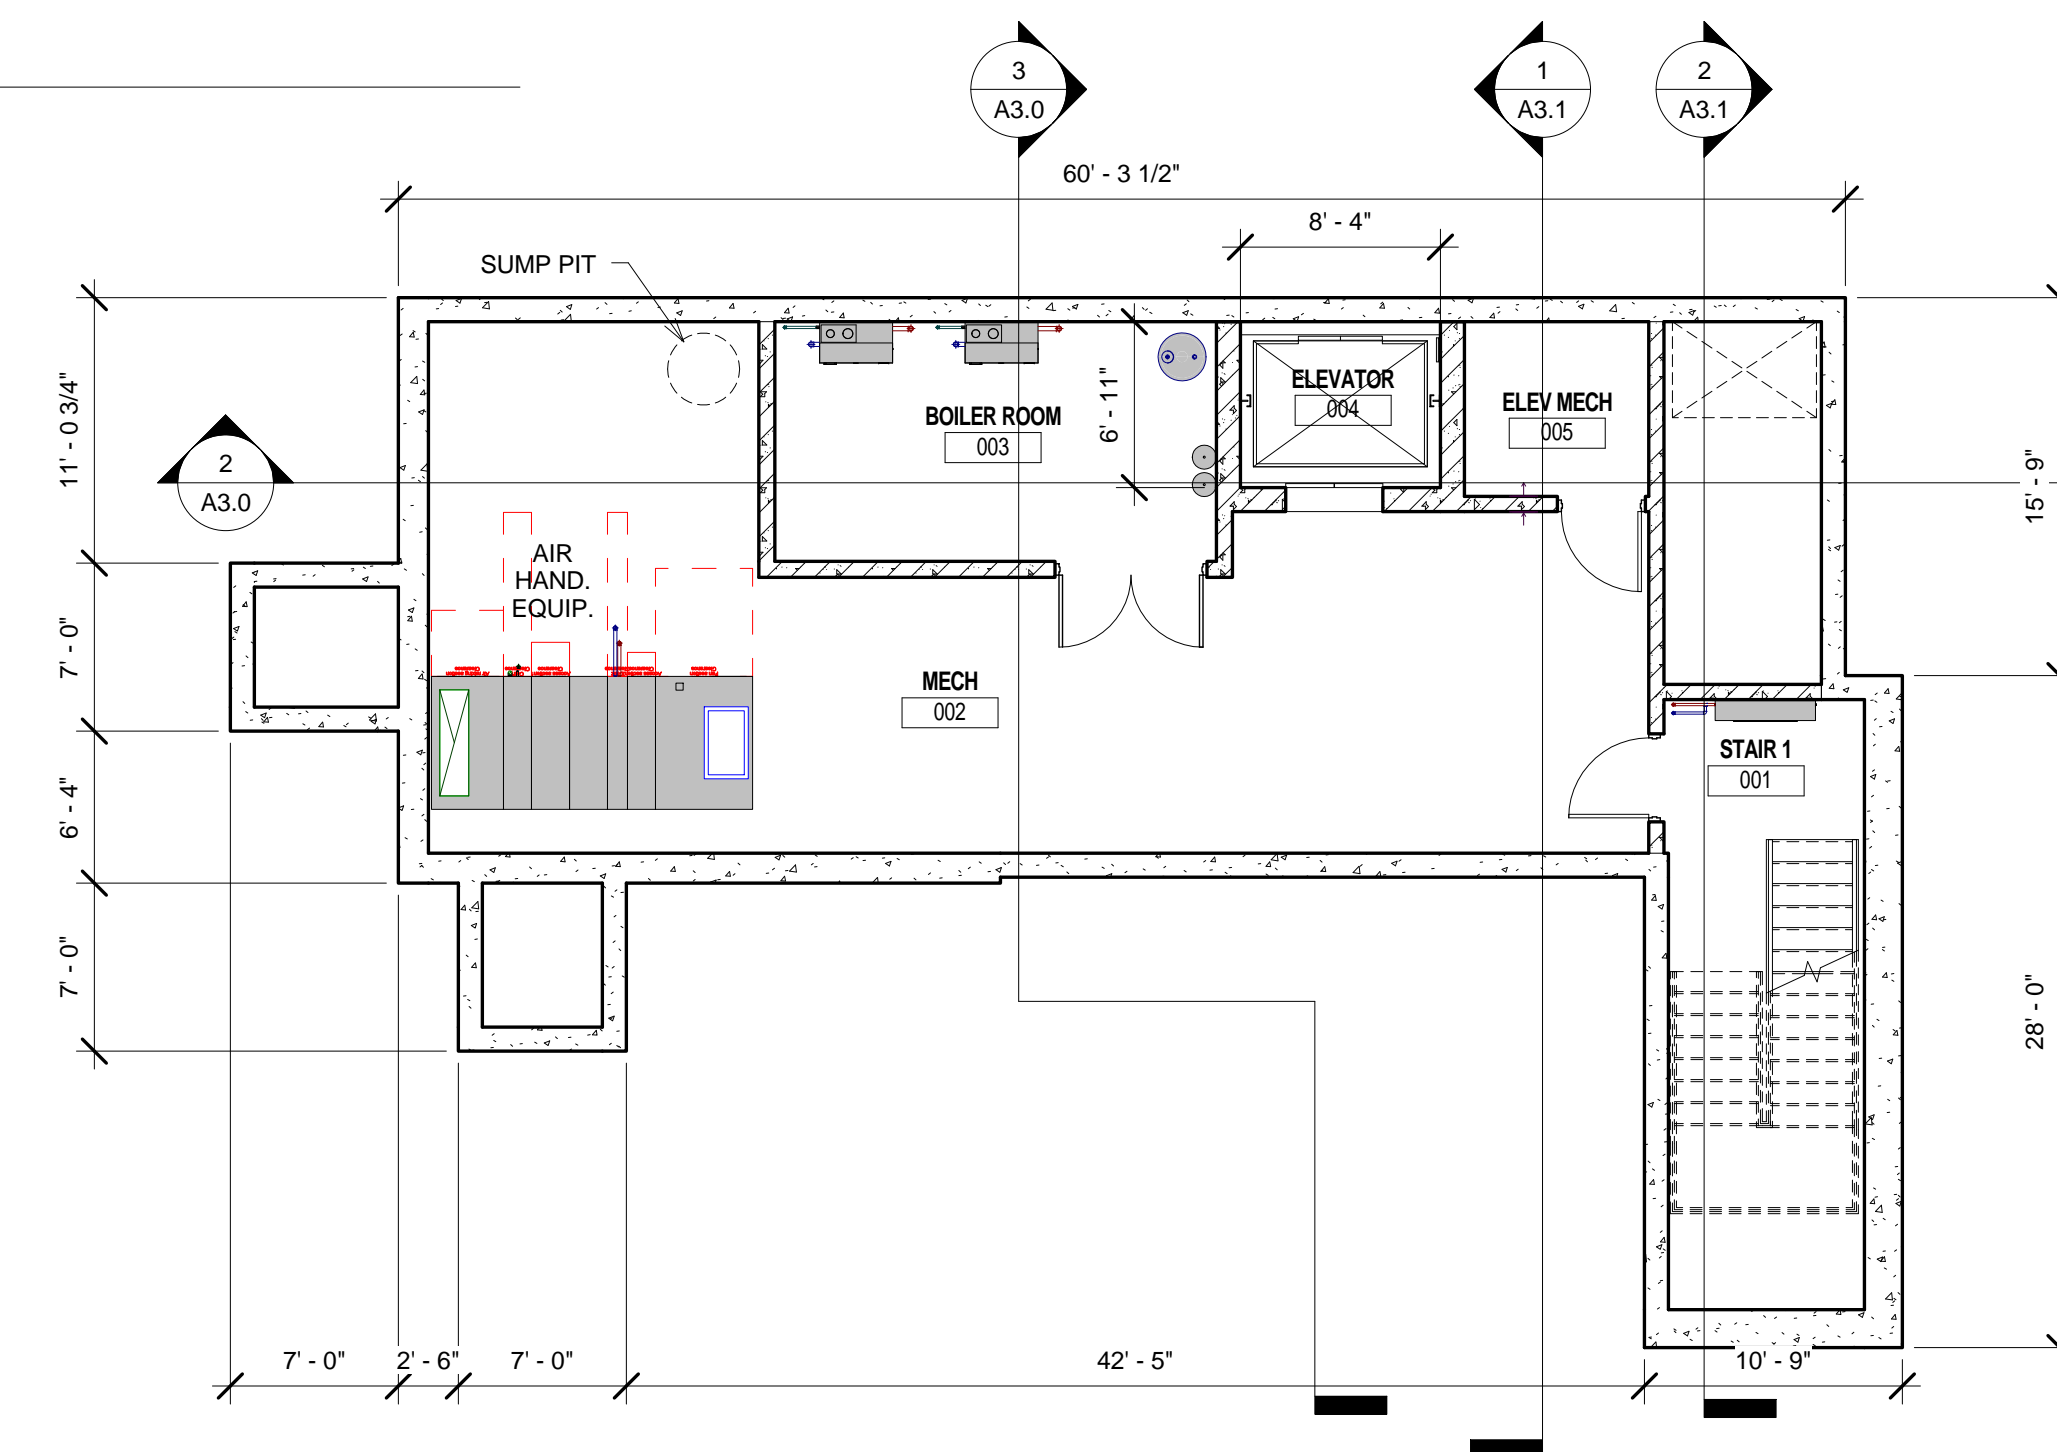 3
A3.0
1
A3.1
2
A3.1
60' - 3 1/2"
8' - 4"
SUMP PIT
11' - 0 3/4"
7' - 0"
6' - 4"
7' - 0"
2
A3.0
BOILER ROOM
003
6' - 11"
ELEVATOR
004
ELEV MECH
005
15' - 9"
AIR
HAND.
EQUIP.
MECH
002
STAIR 1
001
28' - 0"
7' - 0"
2' - 6"
7' - 0"
42' - 5"
10' - 9"